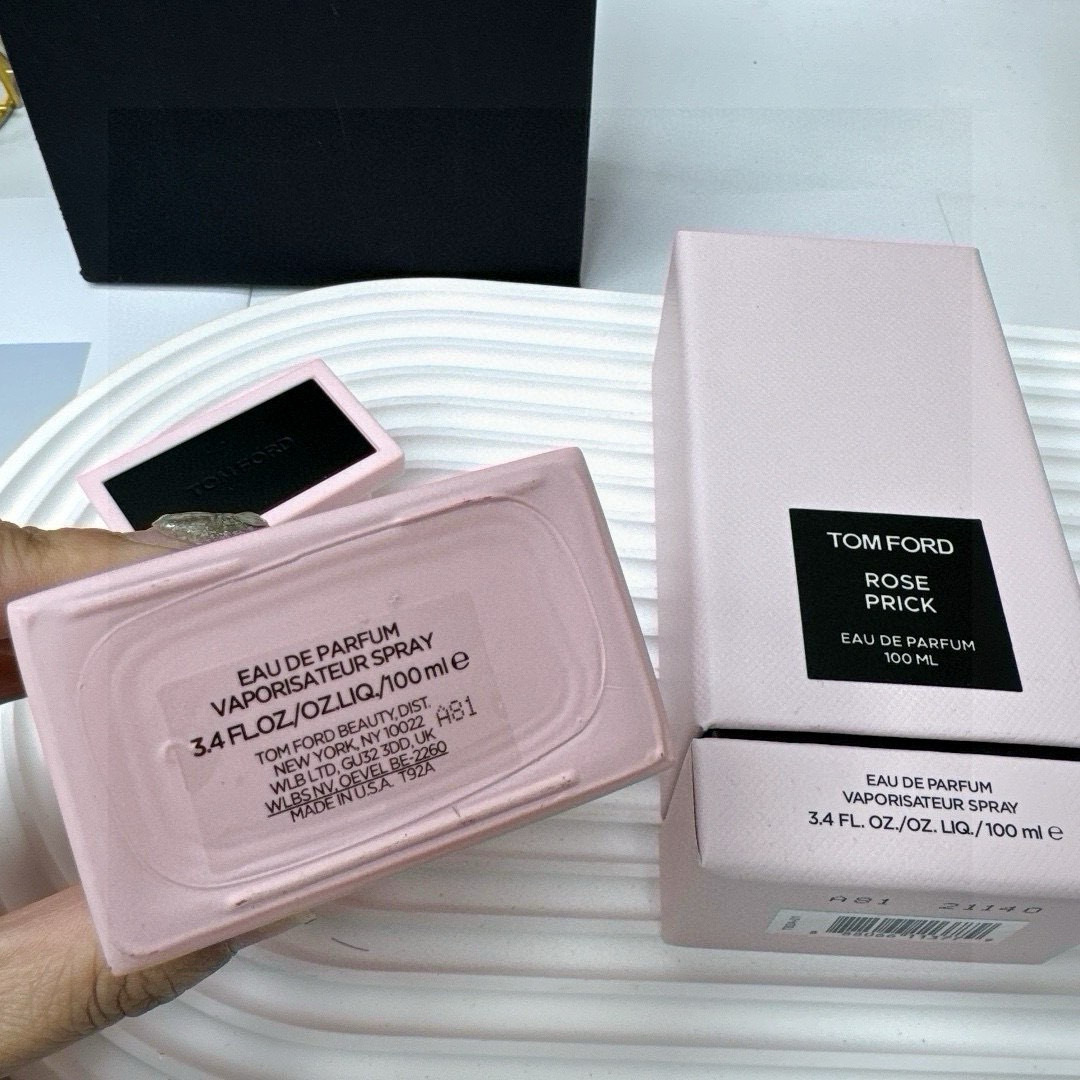 TOM FORD
EAU DE PARFUM
VAPORISATEUR SPRAY
3.4 FL.OZ./OZ.LIQ./100 ml e
TOM FORD BEAUTY, DIST.
NEW YORK, NY 10022
WLB LTD, GU32 3DD, UK
WLBS NV, OEVEL BE-2260
MADE IN U.S.A. T92A
A81
TOM FORD
ROSE
PRICK
EAU DE PARFUM
100 ML
EAU DE PARFUM
VAPORISATEUR SPRAY
3.4 FL. OZ./OZ. LIQ./100 ml e
A81 21140